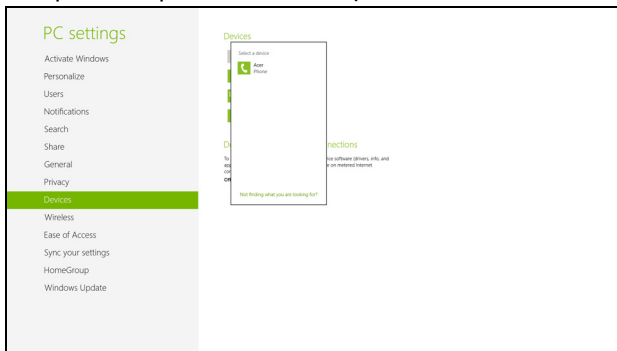 PC settings
Activate Windows
Personalize
Users
Notifications
Search
Share
General
Privacy
Devices
Wireless
Ease of Access
Sync your settings
HomeGroup
Windows Update
Devices
Select a device
Acer
Phone
nections
software (drivers, info, and
on metered Internet
Not finding what you are looking for?